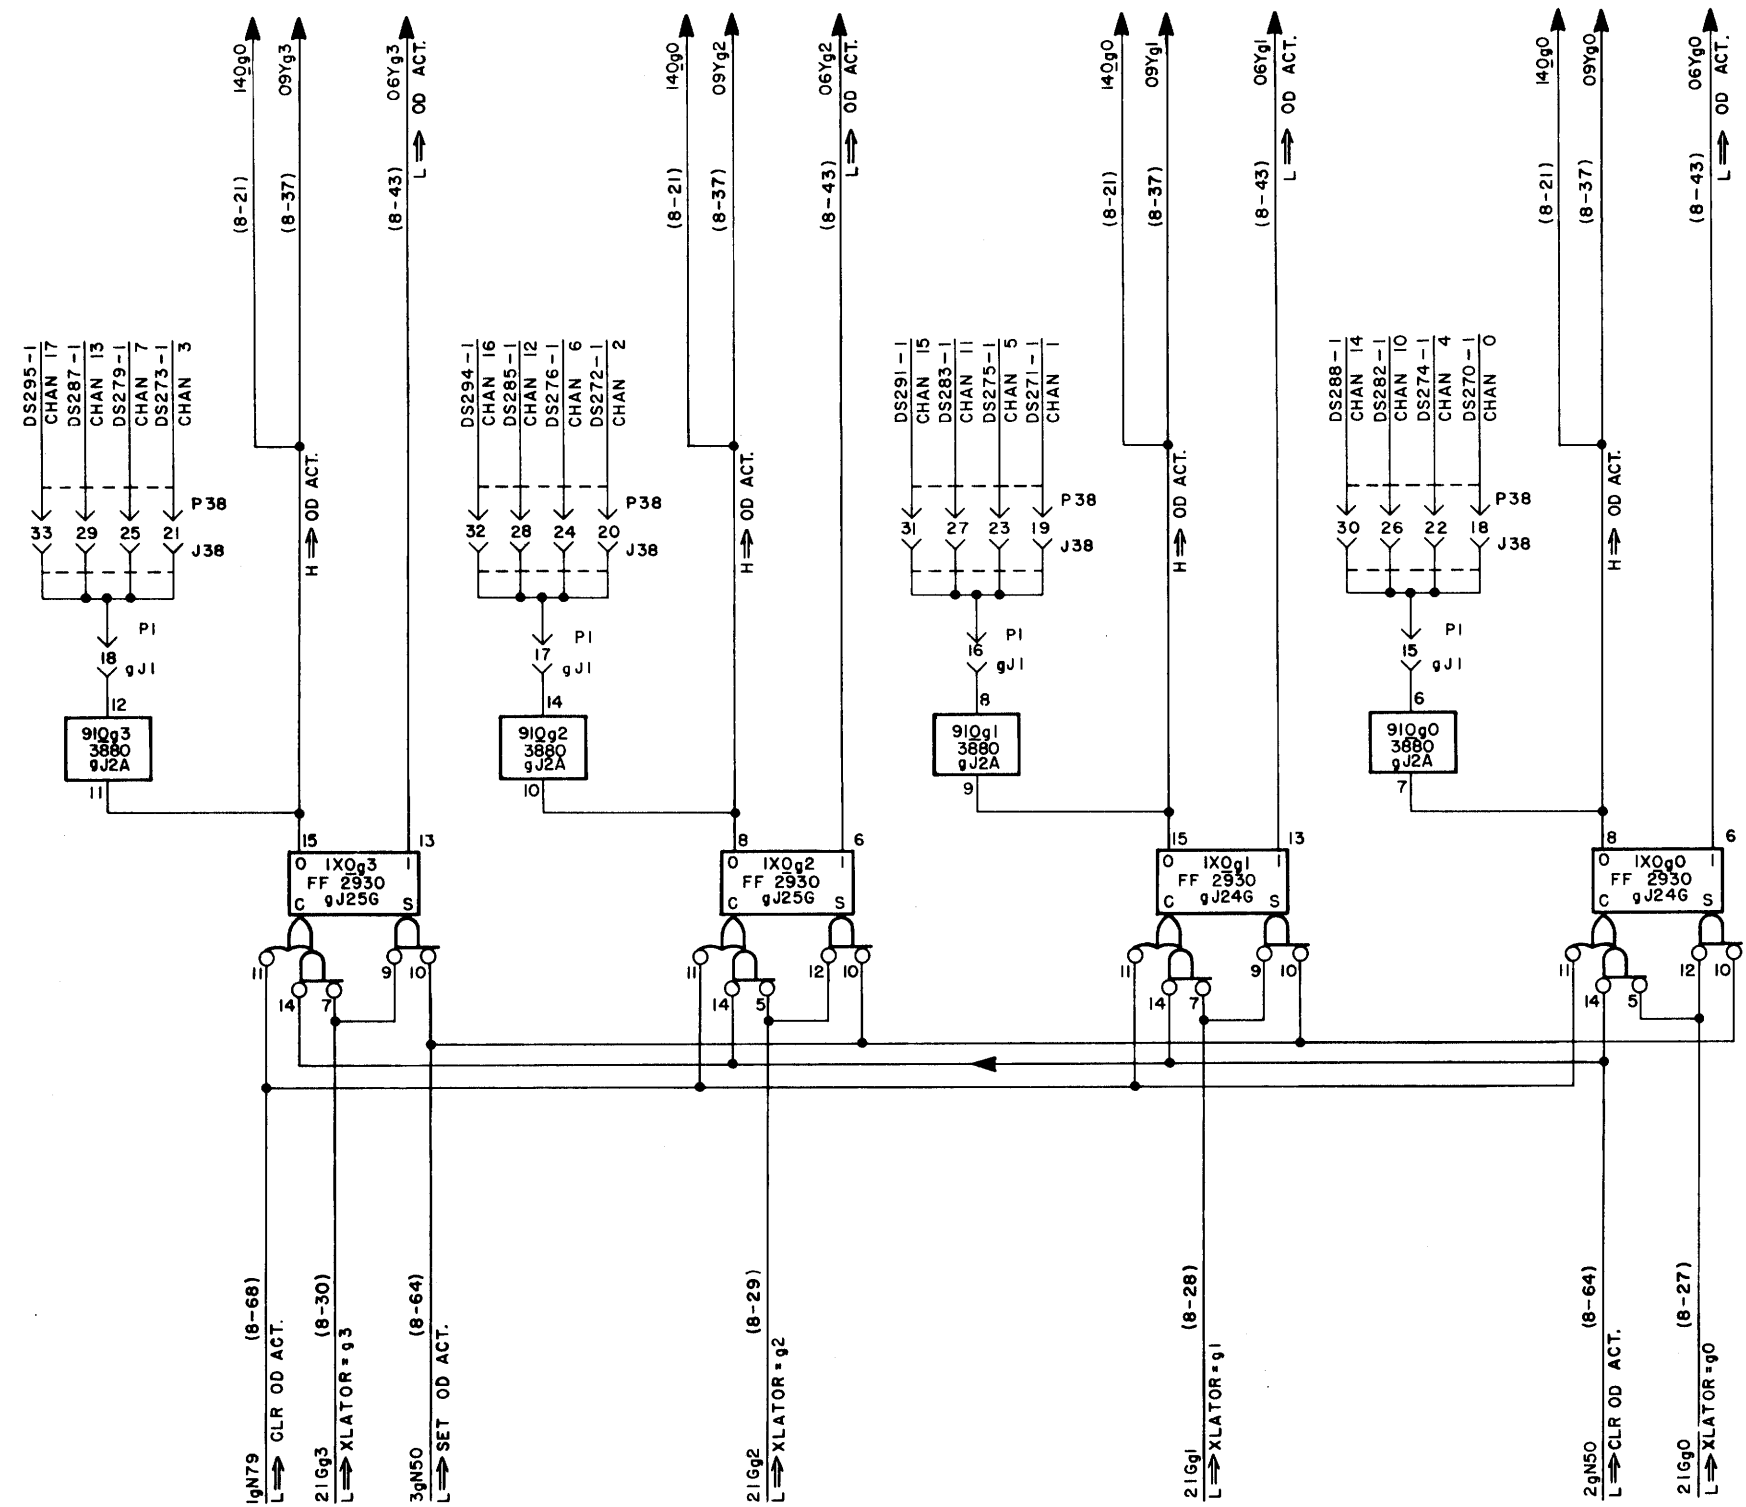 14Og0
09Yg3
06Yg3
L ⟹ OD ACT.
(8-21)
(8-37)
(8-43)
14Og0
09Yg2
06Yg2
L ⟹ OD ACT.
(8-21)
(8-37)
(8-43)
14Og0
09Yg1
06Yg1
L ⟹ OD ACT.
(8-21)
(8-37)
(8-43)
14Og0
09Yg0
06Yg0
L ⟹ OD ACT.
(8-21)
(8-37)
(8-43)
DS295-1
CHAN 17
DS287-1
CHAN 13
DS279-1
CHAN 7
DS273-1
CHAN 3
P38
33 29 25 21
J38
H ⟹ OD ACT.
P1
18
gJ1
12
91Og3
3880
gJ2A
11
DS294-1
CHAN 16
DS285-1
CHAN 12
DS276-1
CHAN 6
DS272-1
CHAN 2
P38
32 28 24 20
J38
H ⟹ OD ACT.
P1
17
gJ1
14
91Og2
3880
gJ2A
10
DS291-1
CHAN 15
DS283-1
CHAN 11
DS275-1
CHAN 5
DS271-1
CHAN 1
P38
31 27 23 19
J38
H ⟹ OD ACT.
P1
16
gJ1
8
91Og1
3880
gJ2A
9
DS288-1
CHAN 14
DS282-1
CHAN 10
DS274-1
CHAN 4
DS270-1
CHAN 0
P38
30 26 22 18
J38
H ⟹ OD ACT.
P1
15
gJ1
6
91Og0
3880
gJ2A
7
15 13
0 1XOg3 1
FF 2930
C gJ25G S
11 14 7 9 10
8 6
0 1XOg2 1
FF 2930
C gJ25G S
11 14 5 12 10
15 13
0 1XOg1 1
FF 2930
C gJ24G S
11 14 7 9 10
8 6
0 1XOg0 1
FF 2930
C gJ24G S
11 14 5 12 10
1gN79
L ⟹ CLR OD ACT.
(8-68)
21Gg3
L ⟹ XLATOR=g3
(8-30)
3gN50
L ⟹ SET OD ACT.
(8-64)
21Gg2
L ⟹ XLATOR=g2
(8-29)
21Gg1
L ⟹ XLATOR=g1
(8-28)
2gN50
L ⟹ CLR OD ACT.
(8-64)
21Gg0
L ⟹ XLATOR=g0
(8-27)